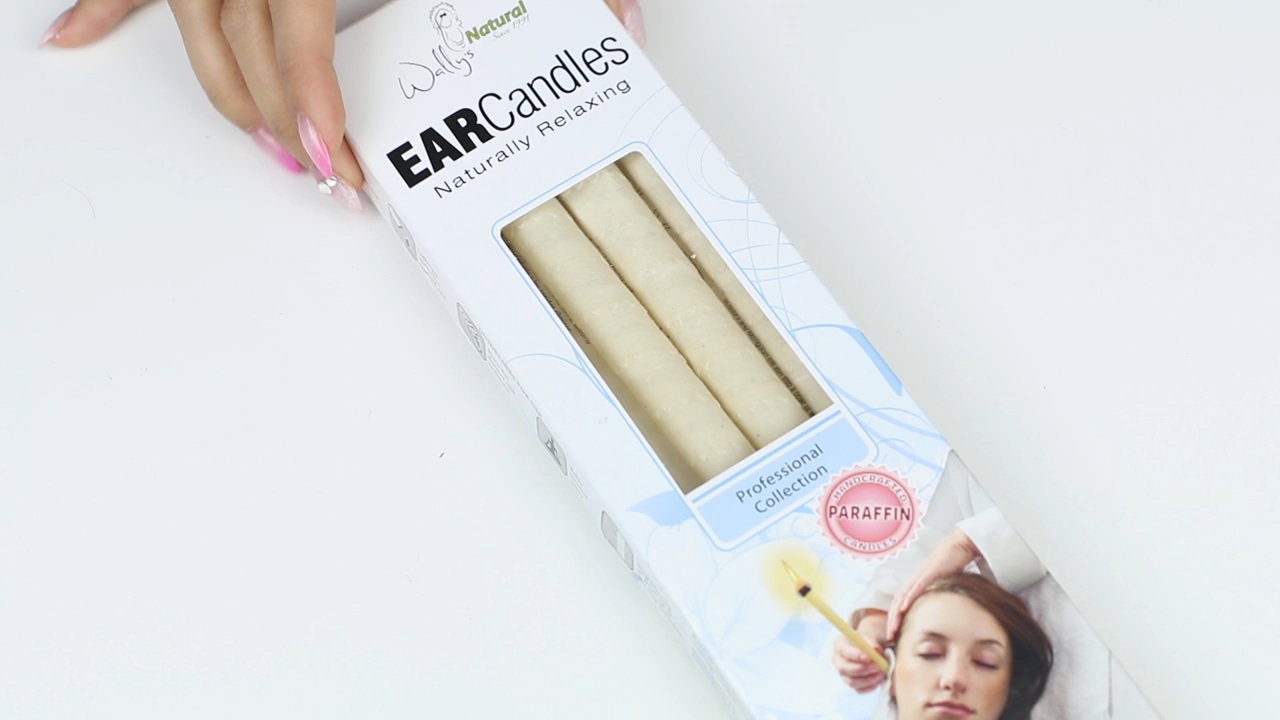 Wally's
Natural
Since 1991
EARCandles
Naturally Relaxing
Professional
Collection
HANDCRAFTED
PARAFFIN
CANDLES